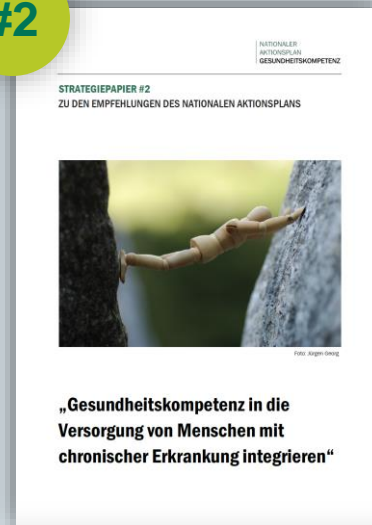 #2
NATIONALER
AKTIONSPLAN
GESUNDHEITSKOMPETENZ
STRATEGIEPAPIER #2
ZU DEN EMPFEHLUNGEN DES NATIONALEN AKTIONSPLANS
Foto: Jürgen Georg
„Gesundheitskompetenz in die
Versorgung von Menschen mit
chronischer Erkrankung integrieren“